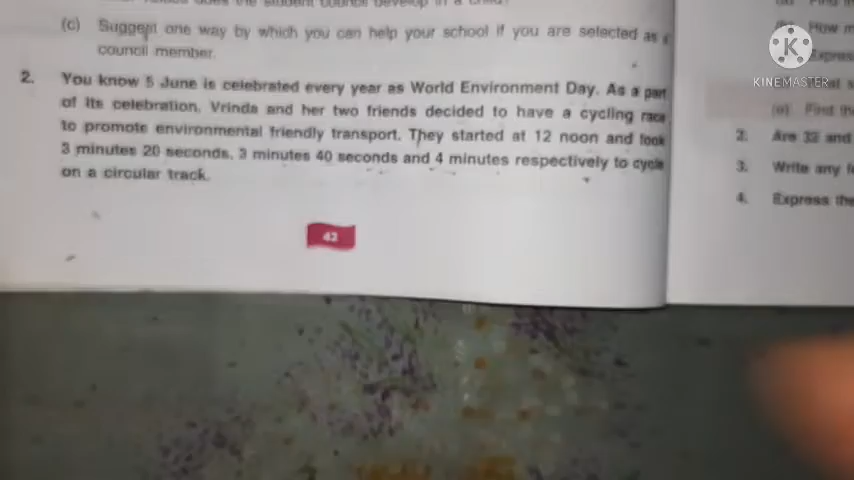 (c) Suggest one way by which you can help your school if you are selected as a
council member.
2. You know 5 June is celebrated every year as World Environment Day. As a part
of its celebration, Vrinda and her two friends decided to have a cycling race
to promote environmental friendly transport. They started at 12 noon and took
3 minutes 20 seconds, 3 minutes 40 seconds and 4 minutes respectively to cycle
on a circular track.
42
How
KINEMASTER
Find
2. Are 32 and
3. Write any
4. Express the